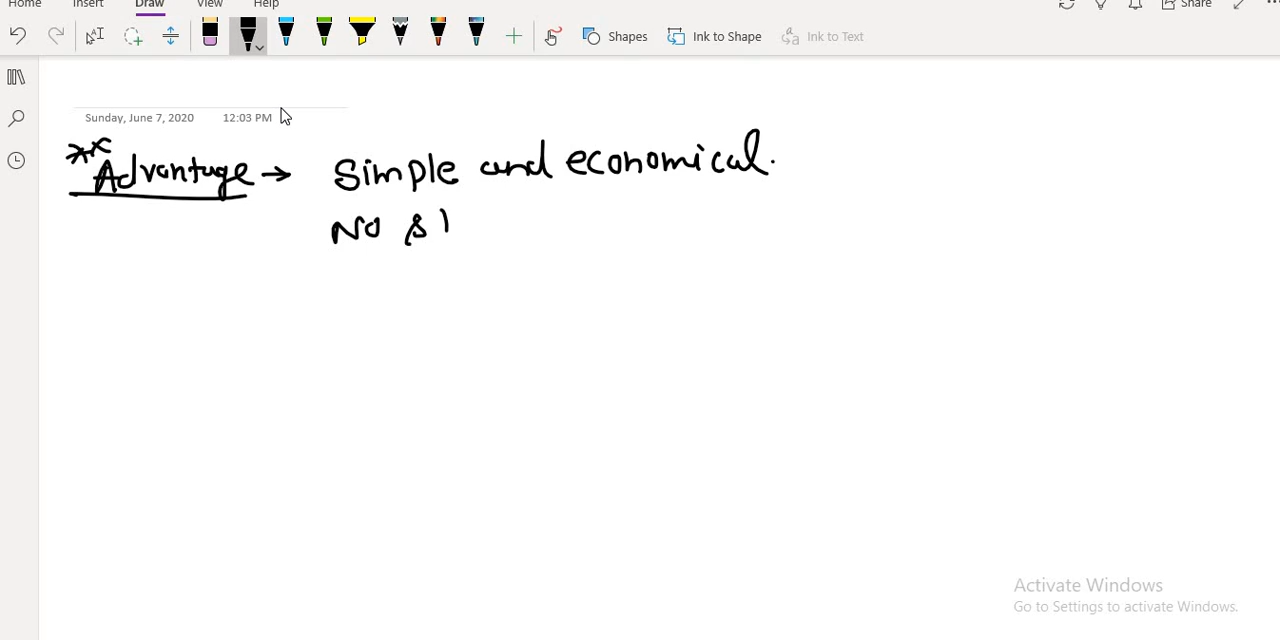 Home Insert Draw View Help Share
Shapes Ink to Shape Ink to Text
Sunday, June 7, 2020 12:03 PM
**Advantage → Simple and economical.
No
Activate Windows
Go to Settings to activate Windows.